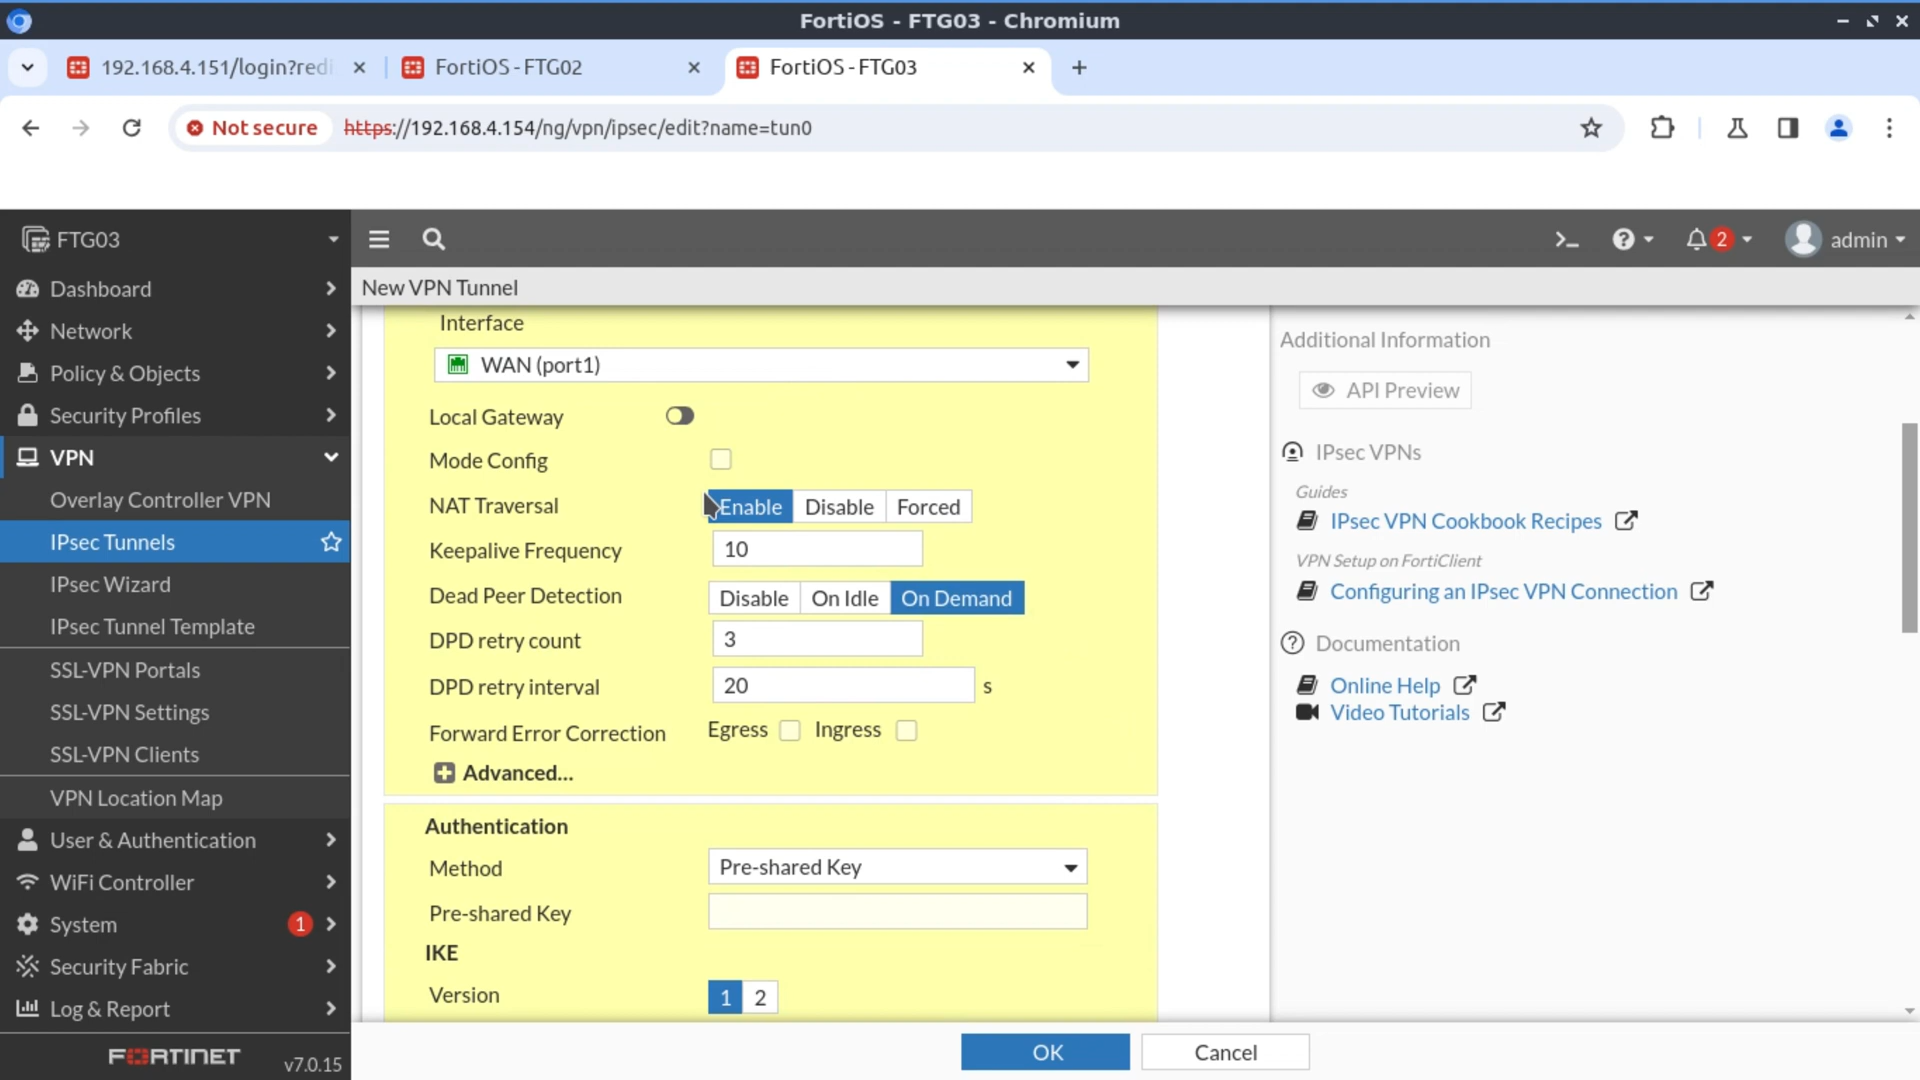 FortiOS - FTG03 - Chromium
192.168.4.151/login?redi
FortiOS - FTG02
FortiOS - FTG03
Not secure
https://192.168.4.154/ng/vpn/ipsec/edit?name=tun0
FTG03
2
admin
New VPN Tunnel
Dashboard
Network
Policy & Objects
Security Profiles
VPN
Overlay Controller VPN
IPsec Tunnels
IPsec Wizard
IPsec Tunnel Template
SSL-VPN Portals
SSL-VPN Settings
SSL-VPN Clients
VPN Location Map
User & Authentication
WiFi Controller
System 1
Security Fabric
Log & Report
FORTINET v7.0.15
Interface
WAN (port1)
Local Gateway
Mode Config
NAT Traversal Enable Disable Forced
Keepalive Frequency 10
Dead Peer Detection Disable On Idle On Demand
DPD retry count 3
DPD retry interval 20 s
Forward Error Correction Egress Ingress
Advanced...
Authentication
Method Pre-shared Key
Pre-shared Key
IKE
Version 1 2
OK Cancel
Additional Information
API Preview
IPsec VPNs
Guides
IPsec VPN Cookbook Recipes
VPN Setup on FortiClient
Configuring an IPsec VPN Connection
Documentation
Online Help
Video Tutorials